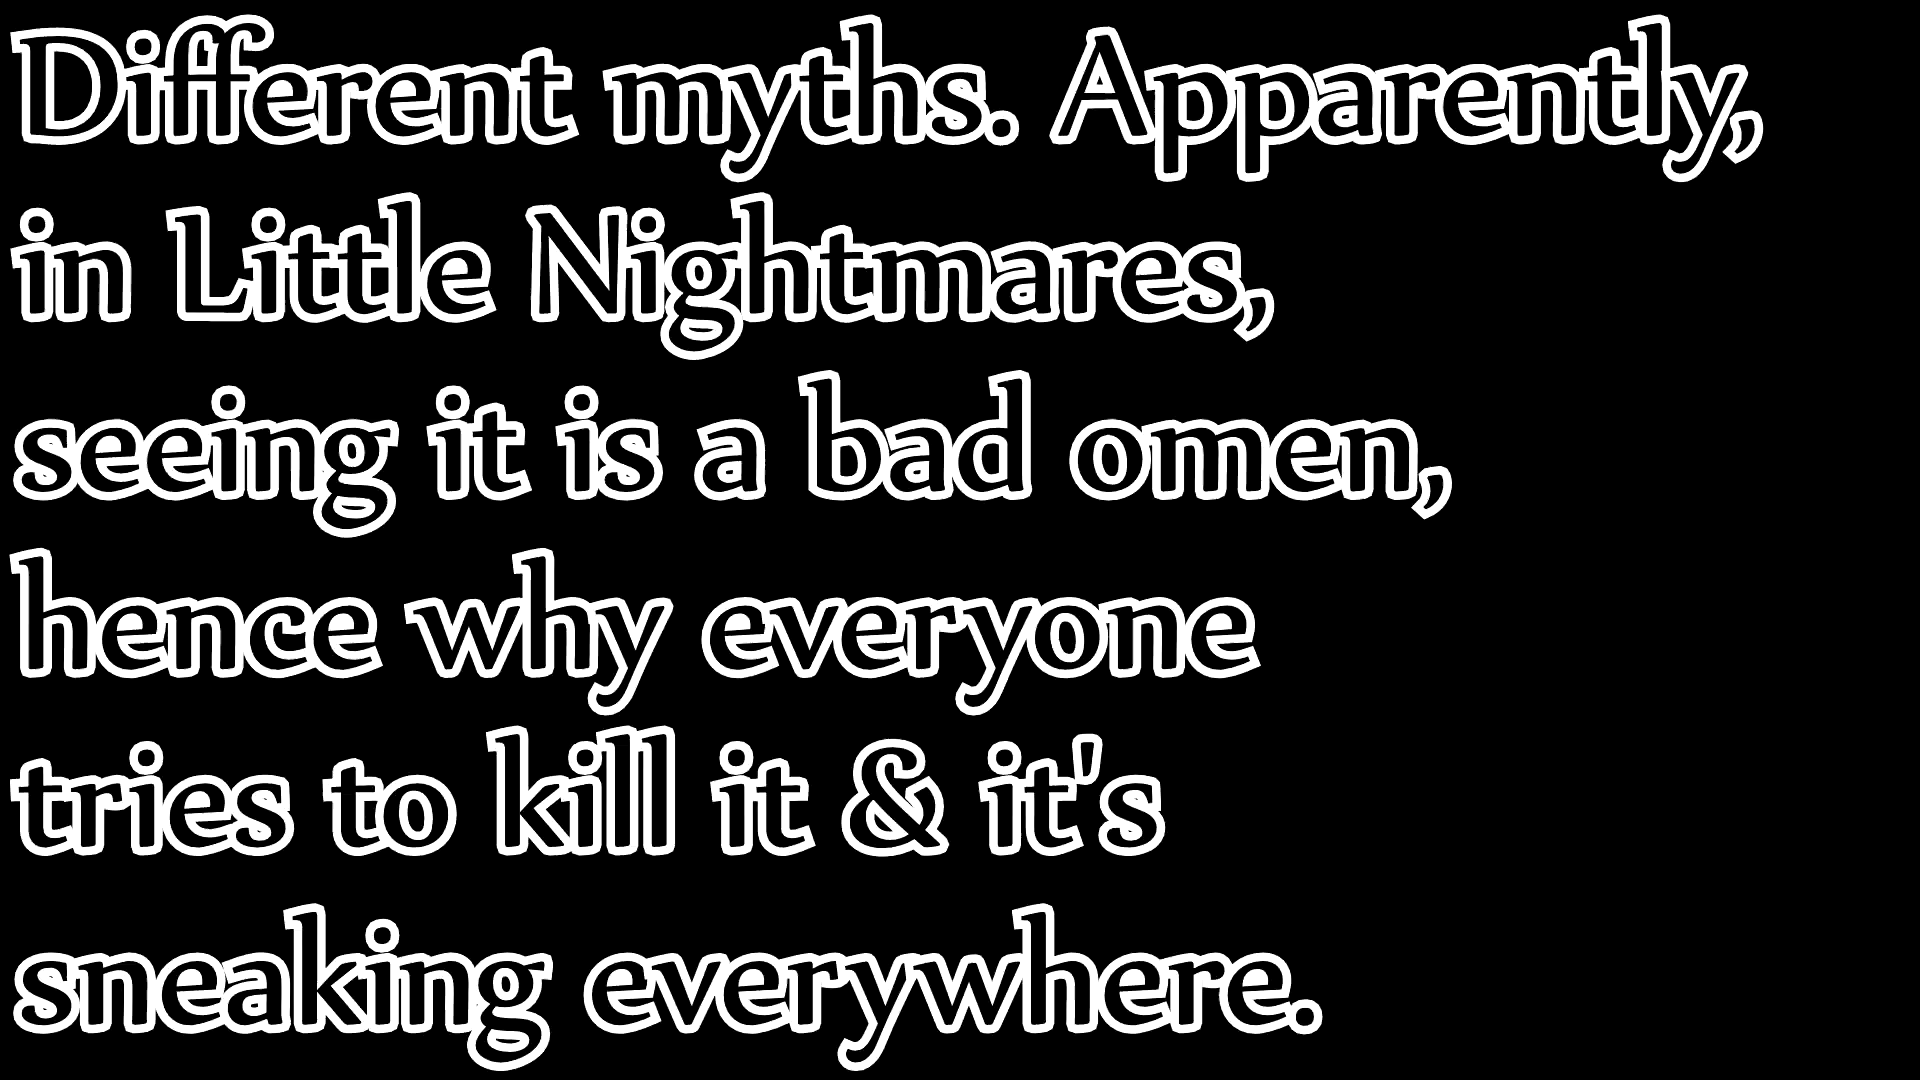 Different myths. Apparently,
in Little Nightmares,
seeing it is a bad omen,
hence why everyone
tries to kill it & it's
sneaking everywhere.